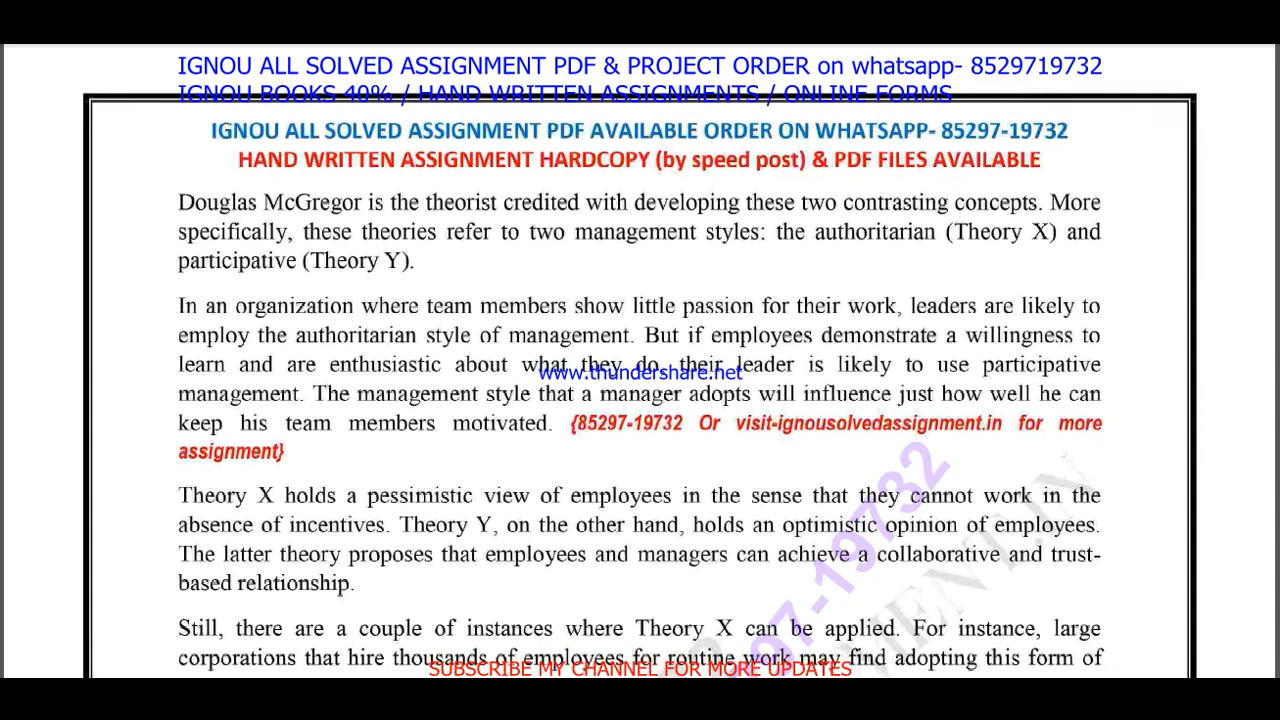 IGNOU ALL SOLVED ASSIGNMENT PDF & PROJECT ORDER on whatsapp- 8529719732
IGNOU BOOKS 40% / HAND WRITTEN ASSIGNMENTS / ONLINE FORMS
IGNOU ALL SOLVED ASSIGNMENT PDF AVAILABLE ORDER ON WHATSAPP- 85297-19732
HAND WRITTEN ASSIGNMENT HARDCOPY (by speed post) & PDF FILES AVAILABLE
Douglas McGregor is the theorist credited with developing these two contrasting concepts. More
specifically, these theories refer to two management styles: the authoritarian (Theory X) and
participative (Theory Y).
In an organization where team members show little passion for their work, leaders are likely to
employ the authoritarian style of management. But if employees demonstrate a willingness to
learn and are enthusiastic about what they do, their leader is likely to use participative
www.thundershare.net
management. The management style that a manager adopts will influence just how well he can
keep his team members motivated. {85297-19732 Or visit-ignousolvedassignment.in for more
assignment}
Theory X holds a pessimistic view of employees in the sense that they cannot work in the
absence of incentives. Theory Y, on the other hand, holds an optimistic opinion of employees.
The latter theory proposes that employees and managers can achieve a collaborative and trust-
based relationship.
Still, there are a couple of instances where Theory X can be applied. For instance, large
corporations that hire thousands of employees for routine work may find adopting this form of
SUBSCRIBE MY CHANNEL FOR MORE UPDATES
97-19732
MENT.IN